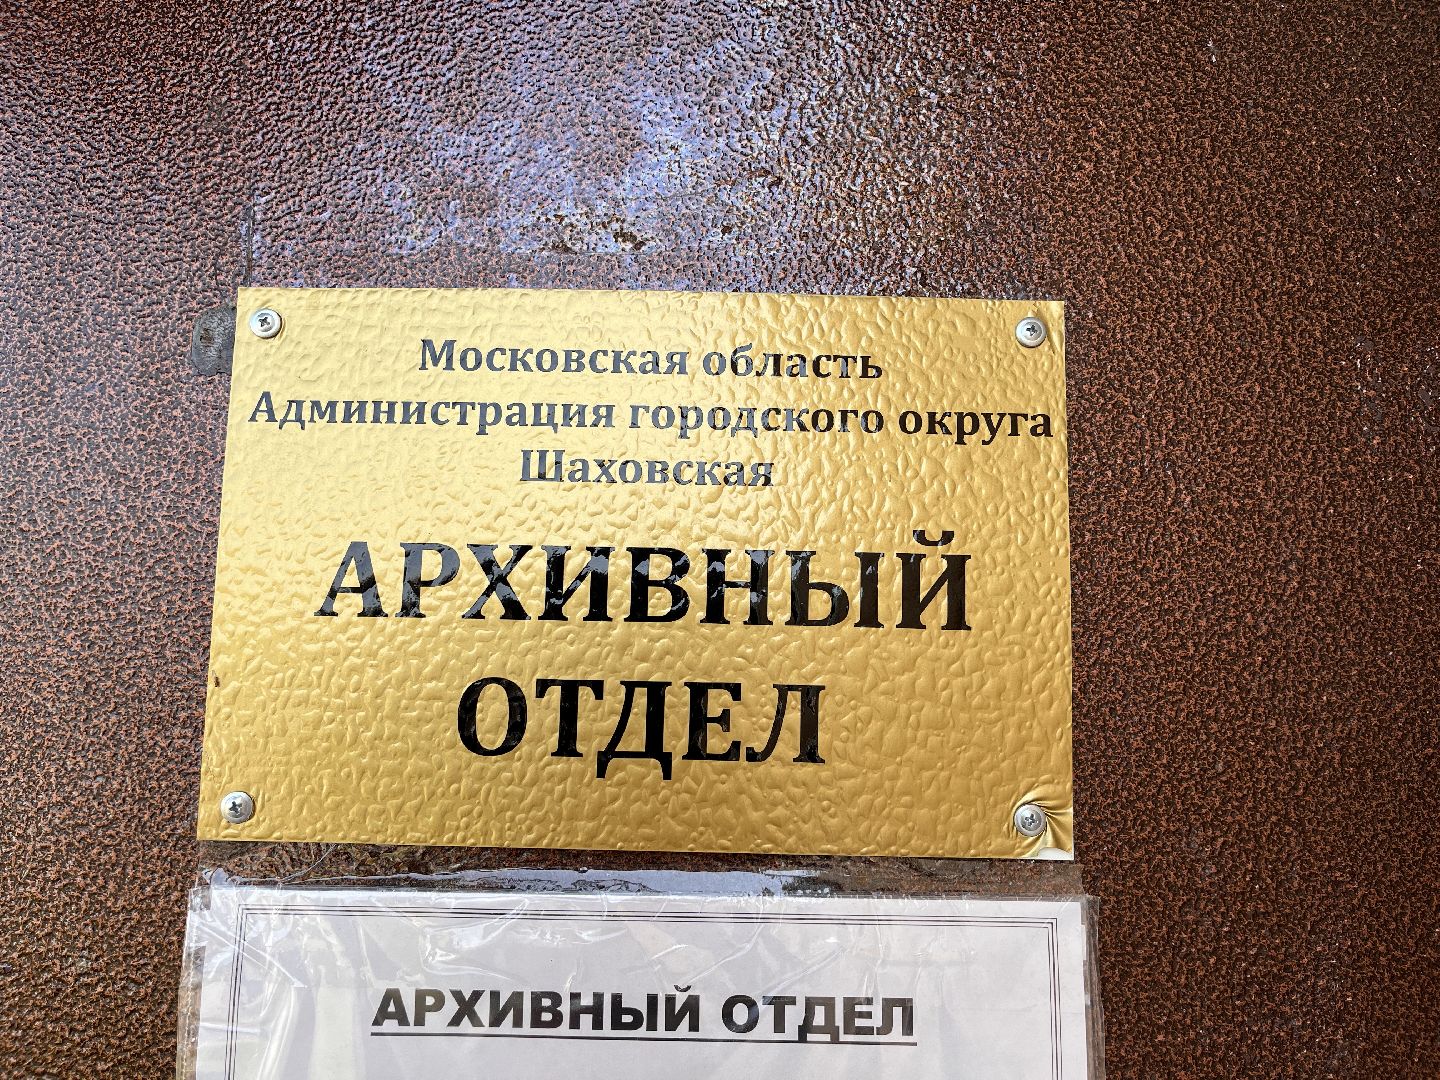 Московская область
Администрация городского округа
Шаховская
АРХИВНЫЙ
ОТДЕЛ
АРХИВНЫЙ ОТДЕЛ